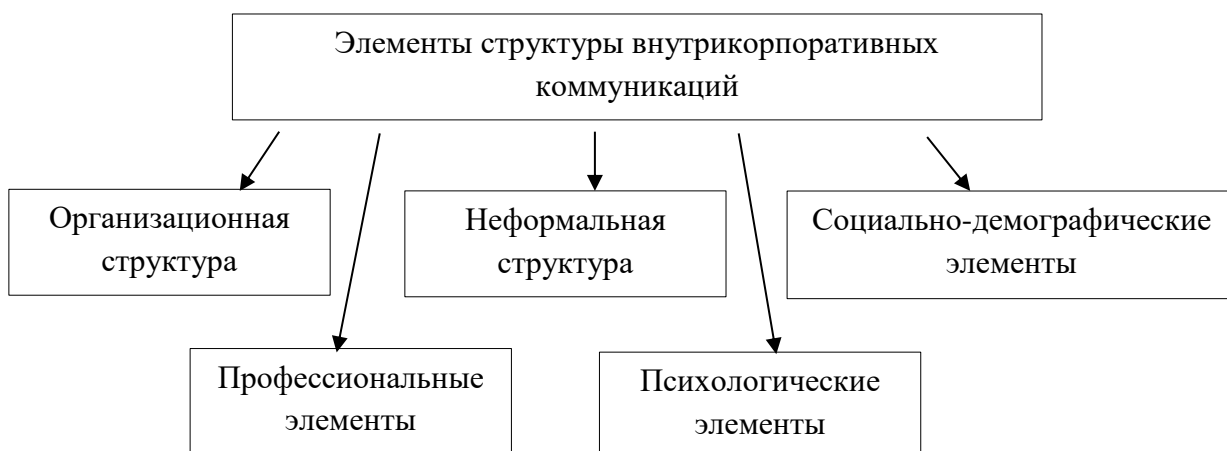 Элементы структуры внутрикорпоративных
коммуникаций
Организационная
структура
Неформальная
структура
Социально-демографические
элементы
Профессиональные
элементы
Психологические
элементы